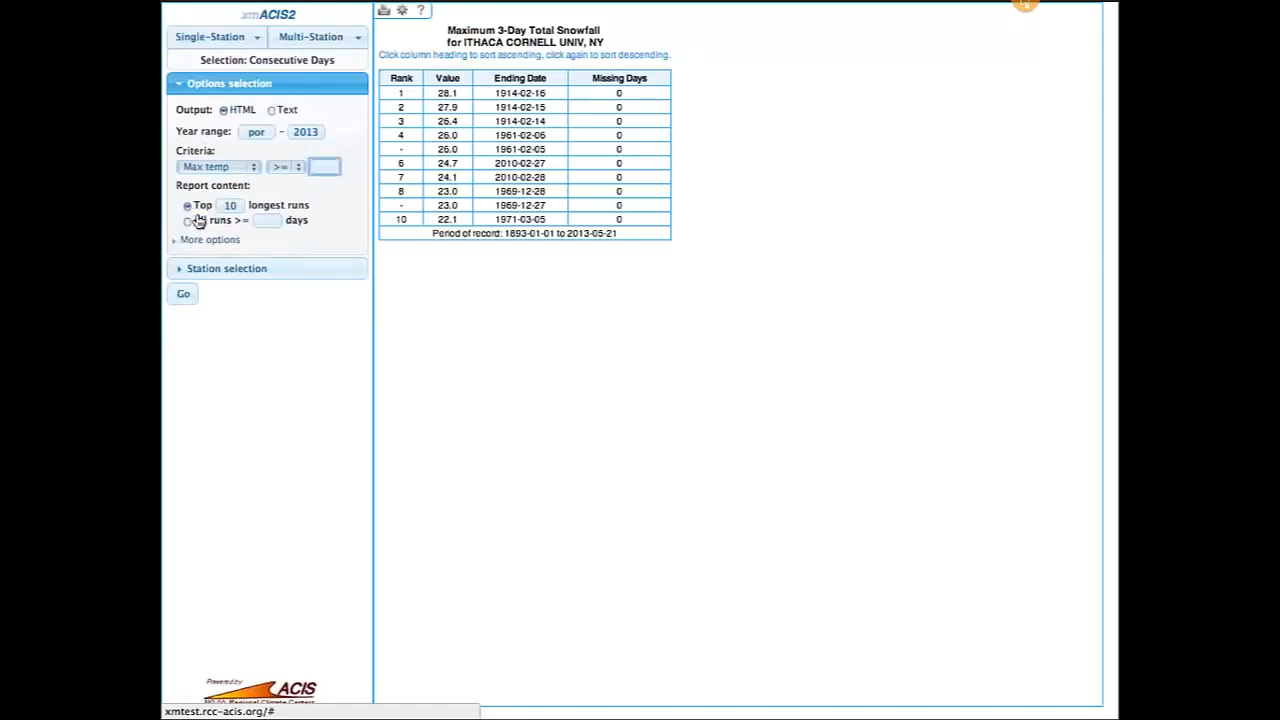 xmACIS2
Single-Station Multi-Station
Selection: Consecutive Days
Options selection
Output: HTML Text
Year range: por - 2013
Criteria:
Max temp >=
Report content:
Top 10 longest runs
runs >= days
More options
Station selection
Go
?
Maximum 3-Day Total Snowfall
for ITHACA CORNELL UNIV, NY
Click column heading to sort ascending, click again to sort descending.
Rank Value Ending Date Missing Days
1 28.1 1914-02-16 0
2 27.9 1914-02-15 0
3 26.4 1914-02-14 0
4 26.0 1961-02-06 0
- 26.0 1961-02-05 0
6 24.7 2010-02-27 0
7 24.1 2010-02-28 0
8 23.0 1969-12-28 0
- 23.0 1969-12-27 0
10 22.1 1971-03-05 0
Period of record: 1893-01-01 to 2013-05-21
Powered by
ACIS
Regional Climate Centers
xmtest.rcc-acis.org/#